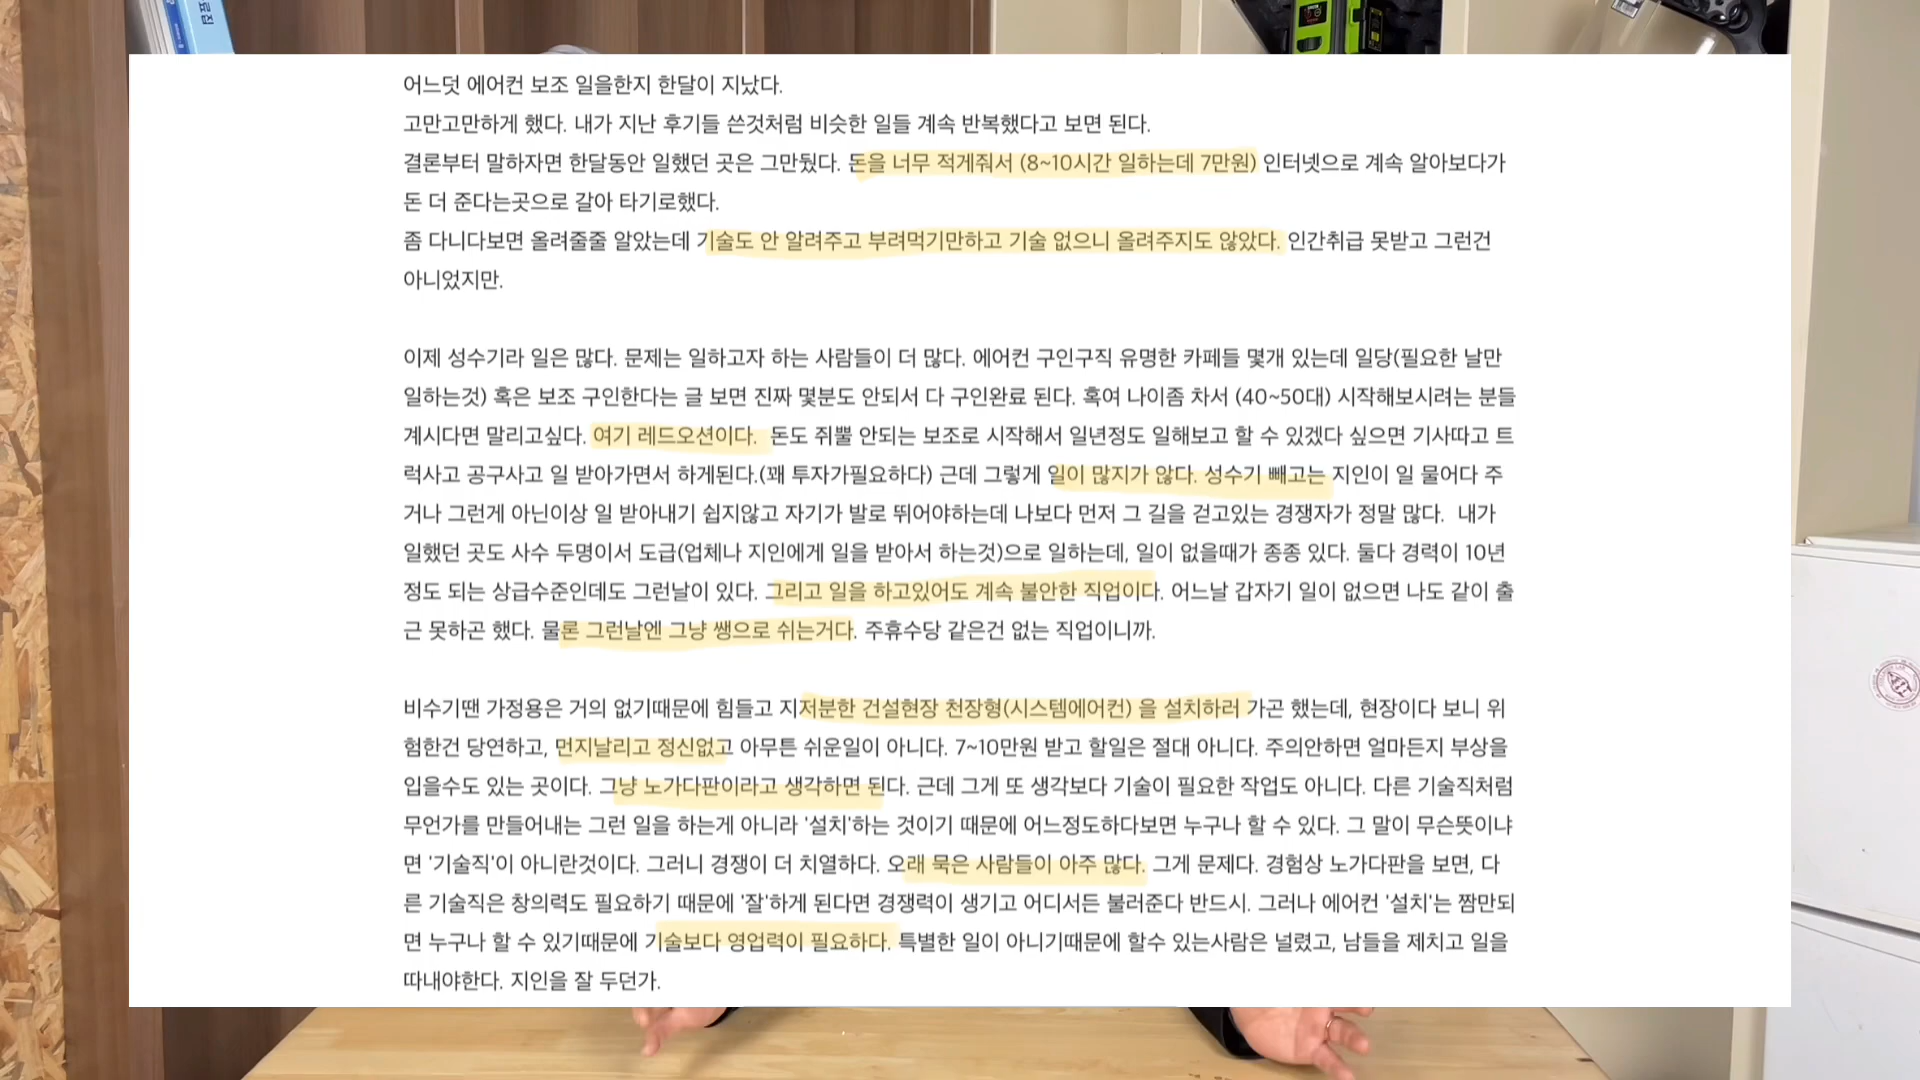 어느덧 에어컨 보조 일을한지 한달이 지났다.
고만고만하게 했다. 내가 지난 후기들 쓴것처럼 비슷한 일들 계속 반복했다고 보면 된다.
결론부터 말하자면 한달동안 일했던 곳은 그만뒀다. 돈을 너무 적게줘서 (8~10시간 일하는데 7만원) 인터넷으로 계속 알아보다가
돈 더 준다는곳으로 갈아 타기로했다.
좀 다니다보면 올려줄줄 알았는데 기술도 안 알려주고 부려먹기만하고 기술 없으니 올려주지도 않았다. 인간취급 못받고 그런건
아니었지만.
이제 성수기라 일은 많다. 문제는 일하고자 하는 사람들이 더 많다. 에어컨 구인구직 유명한 카페들 몇개 있는데 일당(필요한 날만
일하는것) 혹은 보조 구인한다는 글 보면 진짜 몇분도 안되서 다 구인완료 된다. 혹여 나이좀 차서 (40~50대) 시작해보시려는 분들
계시다면 말리고싶다. 여기 레드오션이다. 돈도 쥐뿔 안되는 보조로 시작해서 일년정도 일해보고 할 수 있겠다 싶으면 기사따고 트
럭사고 공구사고 일 받아가면서 하게된다.(꽤 투자가필요하다) 근데 그렇게 일이 많지가 않다. 성수기 빼고는 지인이 일 물어다 주
거나 그런게 아닌이상 일 받아내기 쉽지않고 자기가 발로 뛰어야하는데 나보다 먼저 그 길을 걷고있는 경쟁자가 정말 많다. 내가
일했던 곳도 사수 두명이서 도급(업체나 지인에게 일을 받아서 하는것)으로 일하는데, 일이 없을때가 종종 있다. 둘다 경력이 10년
정도 되는 상급수준인데도 그런날이 있다. 그리고 일을 하고있어도 계속 불안한 직업이다. 어느날 갑자기 일이 없으면 나도 같이 출
근 못하곤 했다. 물론 그런날엔 그냥 쌩으로 쉬는거다. 주휴수당 같은건 없는 직업이니까.
비수기땐 가정용은 거의 없기때문에 힘들고 지저분한 건설현장 천장형(시스템에어컨) 을 설치하러 가곤 했는데, 현장이다 보니 위
험한건 당연하고, 먼지날리고 정신없고 아무튼 쉬운일이 아니다. 7~10만원 받고 할일은 절대 아니다. 주의안하면 얼마든지 부상을
입을수도 있는 곳이다. 그냥 노가다판이라고 생각하면 된다. 근데 그게 또 생각보다 기술이 필요한 작업도 아니다. 다른 기술직처럼
무언가를 만들어내는 그런 일을 하는게 아니라 '설치'하는 것이기 때문에 어느정도하다보면 누구나 할 수 있다. 그 말이 무슨뜻이냐
면 '기술직'이 아니란것이다. 그러니 경쟁이 더 치열하다. 오래 묵은 사람들이 아주 많다. 그게 문제다. 경험상 노가다판을 보면, 다
른 기술직은 창의력도 필요하기 때문에 '잘'하게 된다면 경쟁력이 생기고 어디서든 불러준다 반드시. 그러나 에어컨 '설치'는 짬만되
면 누구나 할 수 있기때문에 기술보다 영업력이 필요하다. 특별한 일이 아니기때문에 할수 있는사람은 널렸고, 남들을 제치고 일을
따내야한다. 지인을 잘 두던가.